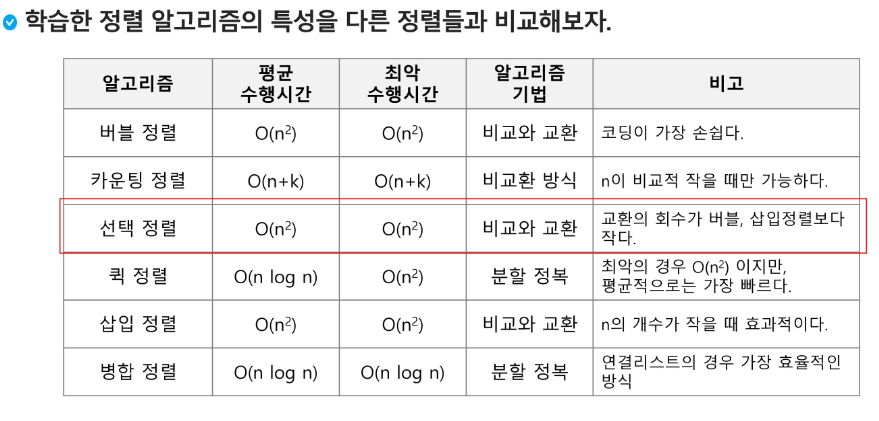 학습한 정렬 알고리즘의 특성을 다른 정렬들과 비교해보자.
알고리즘 평균 수행시간 최악 수행시간 알고리즘 기법 비고
버블 정렬 O(n²) O(n²) 비교와 교환 코딩이 가장 손쉽다.
카운팅 정렬 O(n+k) O(n+k) 비교환 방식 n이 비교적 작을 때만 가능하다.
선택 정렬 O(n²) O(n²) 비교와 교환 교환의 회수가 버블, 삽입정렬보다
작다.
퀵 정렬 O(n log n) O(n²) 분할 정복 최악의 경우 O(n²) 이지만,
평균적으로는 가장 빠르다.
삽입 정렬 O(n²) O(n²) 비교와 교환 n의 개수가 작을 때 효과적이다.
병합 정렬 O(n log n) O(n log n) 분할 정복 연결리스트의 경우 가장 효율적인
방식